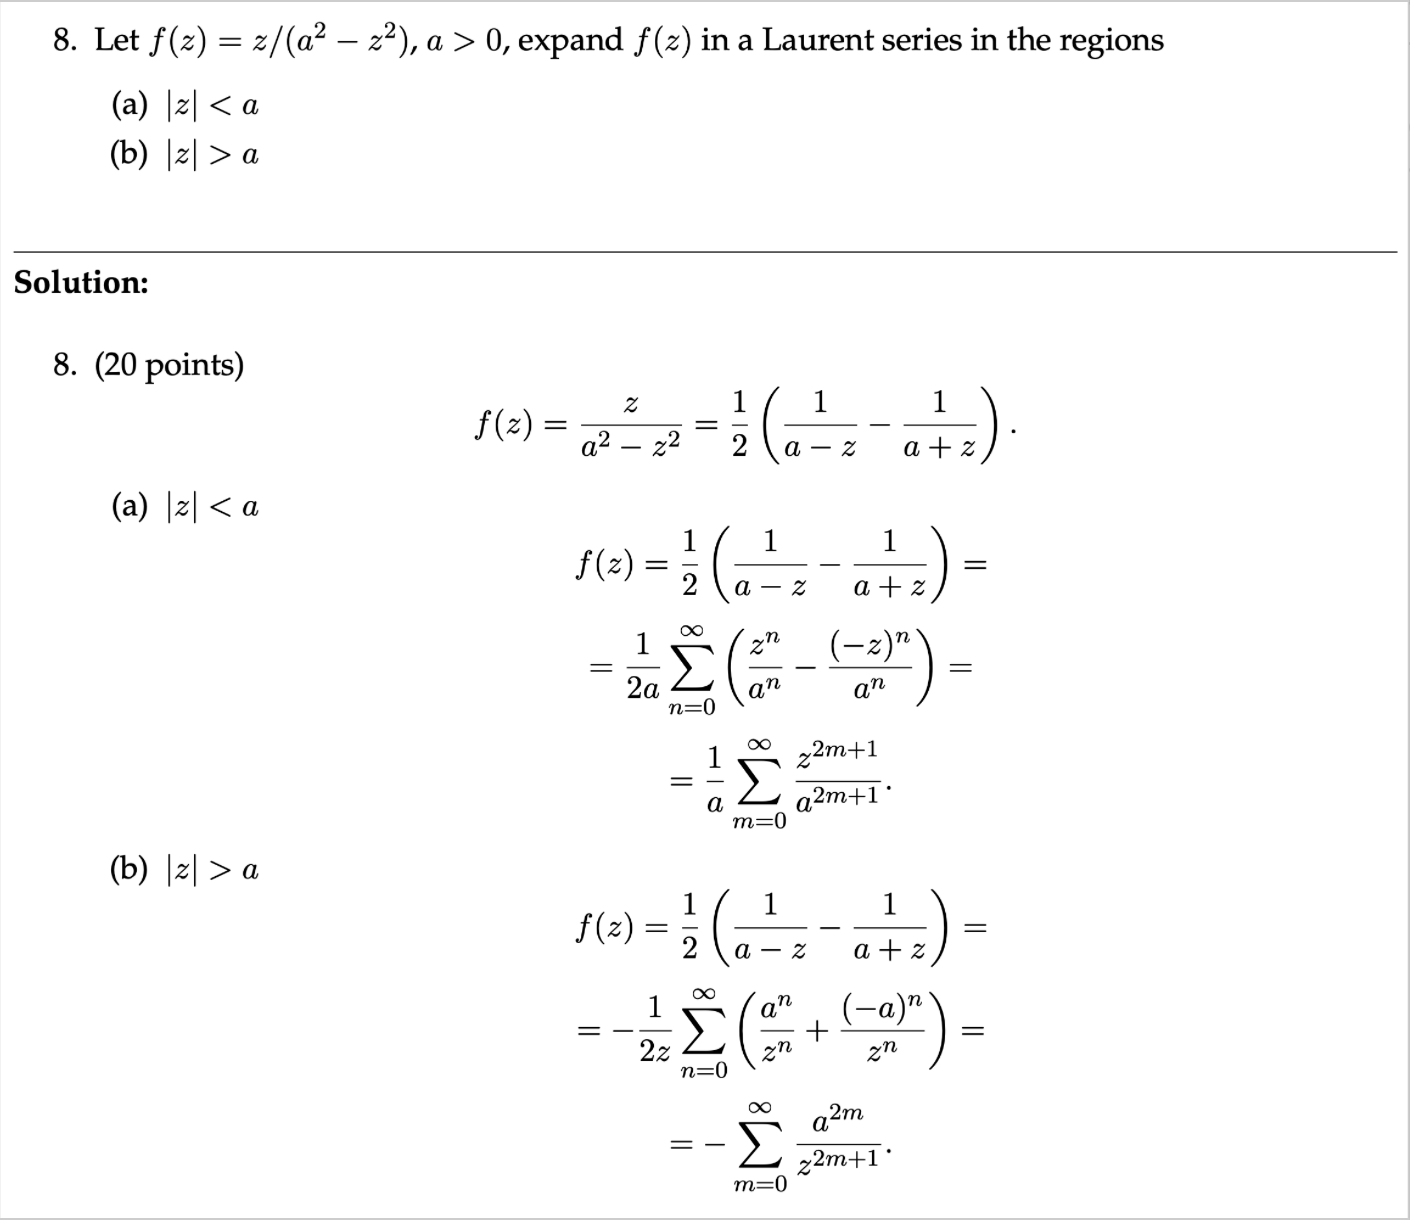 8. Let f(z) = z/(a² − z²), a > 0, expand f(z) in a Laurent series in the regions
(a) |z| < a
(b) |z| > a
Solution:
8. (20 points)
f(z) = \frac{z}{a^2 - z^2} = \frac{1}{2} \left( \frac{1}{a - z} - \frac{1}{a + z} \right).
(a) |z| < a
f(z) = \frac{1}{2} \left( \frac{1}{a - z} - \frac{1}{a + z} \right) =
= \frac{1}{2a} \sum_{n=0}^{\infty} \left( \frac{z^n}{a^n} - \frac{(-z)^n}{a^n} \right) =
= \frac{1}{a} \sum_{m=0}^{\infty} \frac{z^{2m+1}}{a^{2m+1}}.
(b) |z| > a
f(z) = \frac{1}{2} \left( \frac{1}{a - z} - \frac{1}{a + z} \right) =
= -\frac{1}{2z} \sum_{n=0}^{\infty} \left( \frac{a^n}{z^n} + \frac{(-a)^n}{z^n} \right) =
= -\sum_{m=0}^{\infty} \frac{a^{2m}}{z^{2m+1}}.